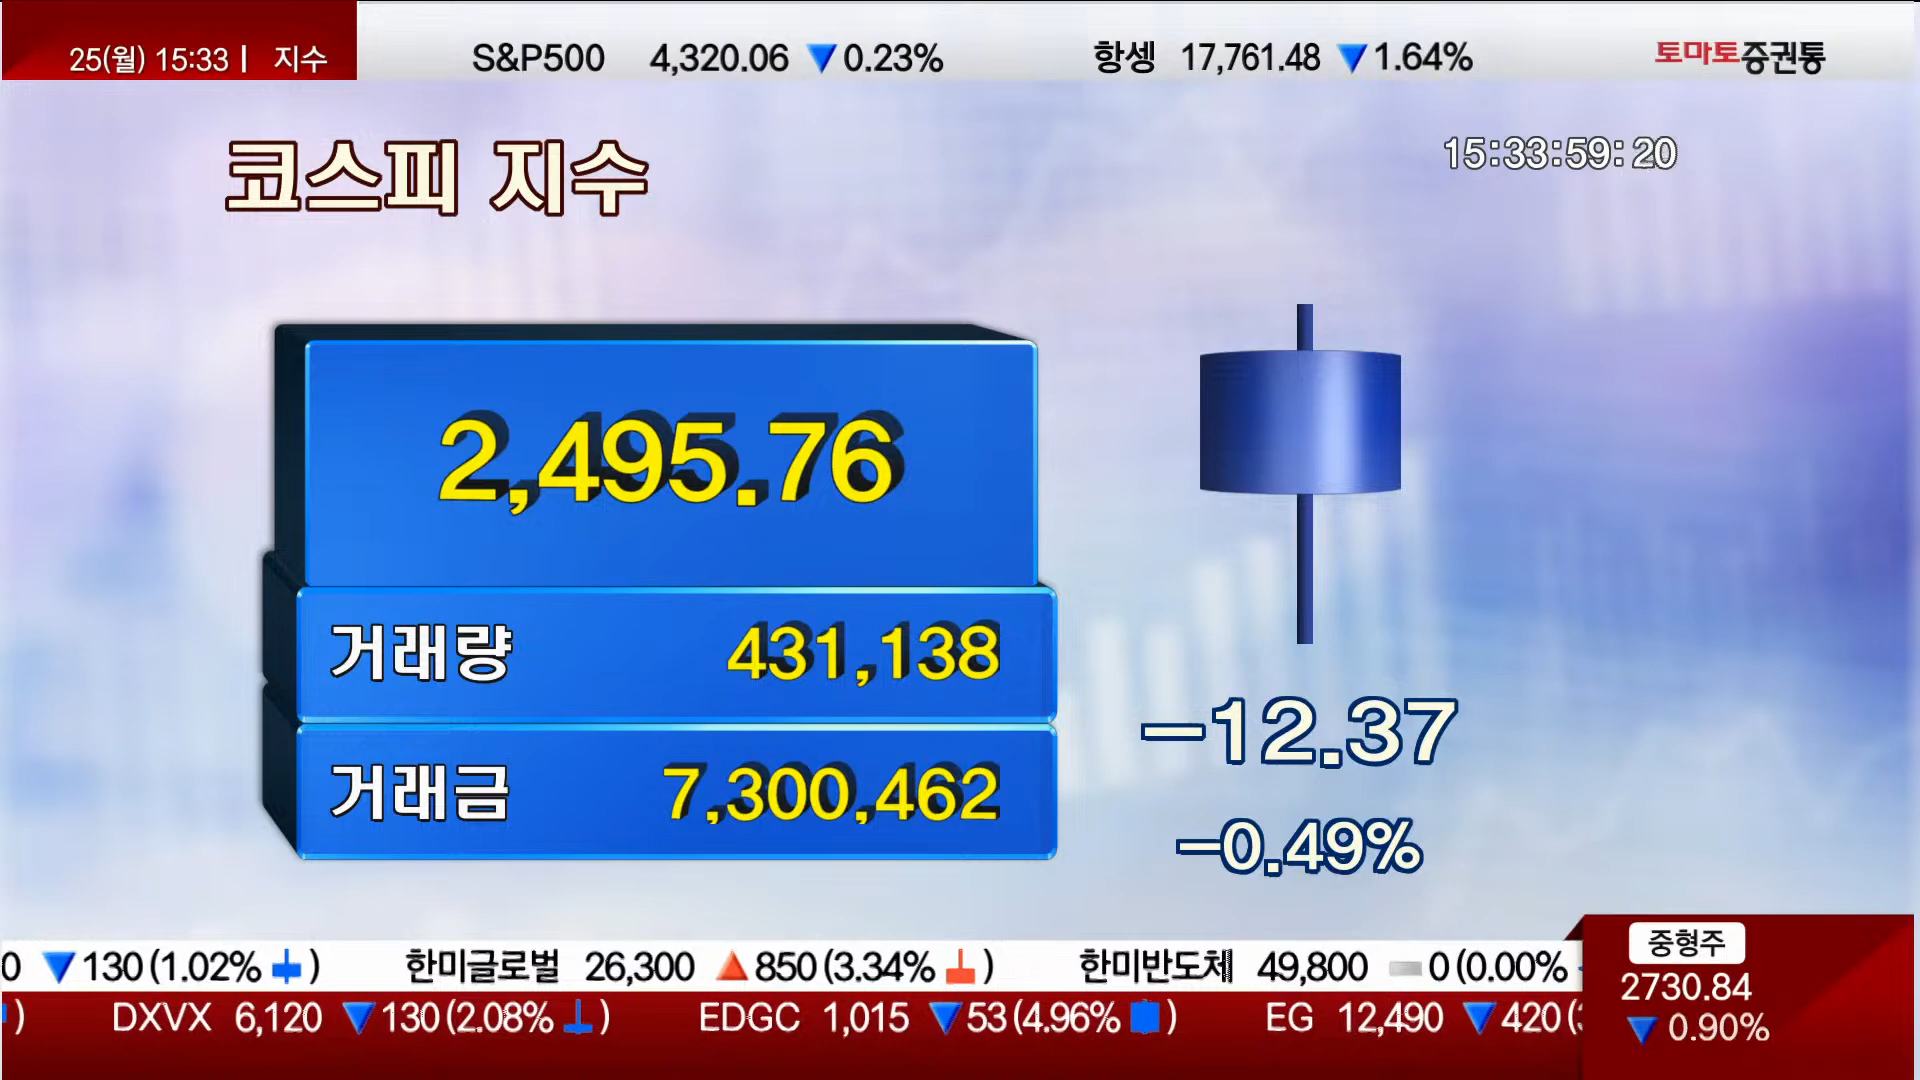 25(월) 15:33 | 지수
S&P500 4,320.06 ▼0.23%
항셍 17,761.48 ▼1.64%
토마토증권통
코스피 지수
15:33:59:20
2,495.76
거래량 431,138
거래금 7,300,462
-12.37
-0.49%
0 ▼130(1.02% ) 한미글로벌 26,300 ▲850(3.34% ) 한미반도체 49,800 0(0.00%
) DXVX 6,120 ▼130(2.08% ) EDGC 1,015 ▼53(4.96% ) EG 12,490 ▼420(
중형주
2730.84
▼ 0.90%